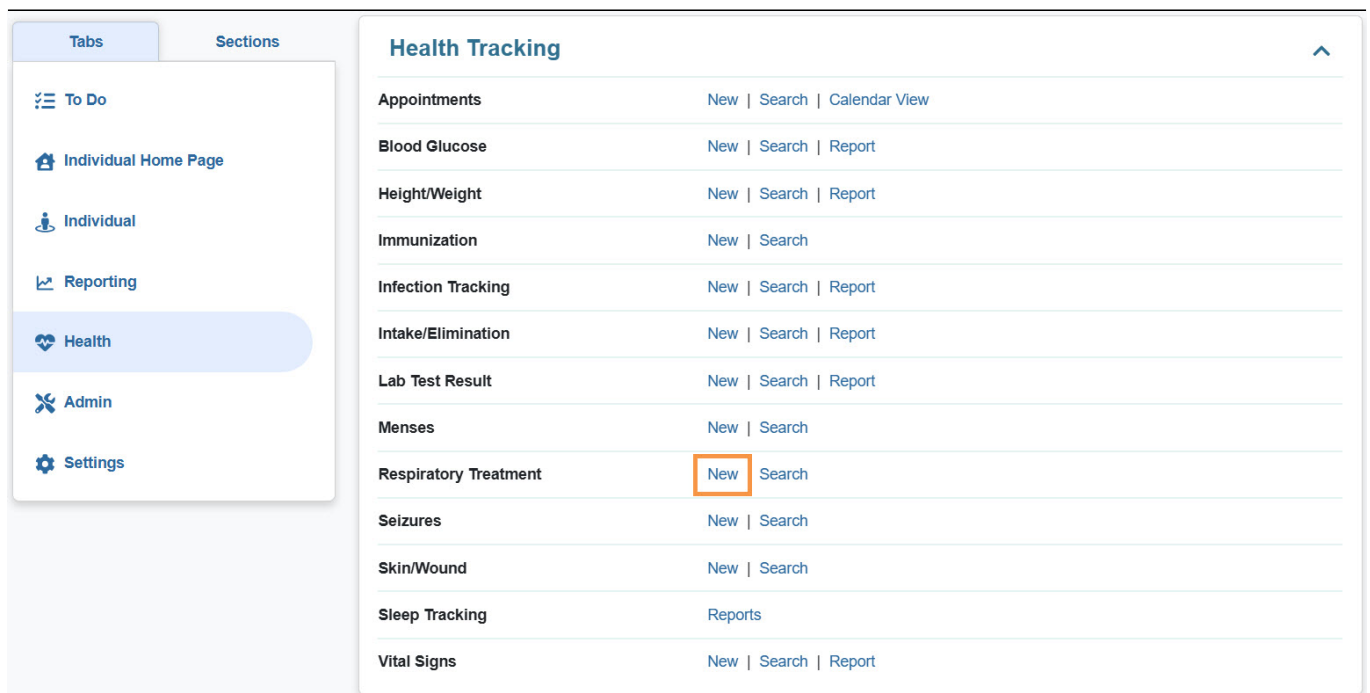 Tabs Sections
To Do
Individual Home Page
Individual
Reporting
Health
Admin
Settings
Health Tracking
Appointments New | Search | Calendar View
Blood Glucose New | Search | Report
Height/Weight New | Search | Report
Immunization New | Search
Infection Tracking New | Search | Report
Intake/Elimination New | Search | Report
Lab Test Result New | Search | Report
Menses New | Search
Respiratory Treatment New Search
Seizures New | Search
Skin/Wound New | Search
Sleep Tracking Reports
Vital Signs New | Search | Report